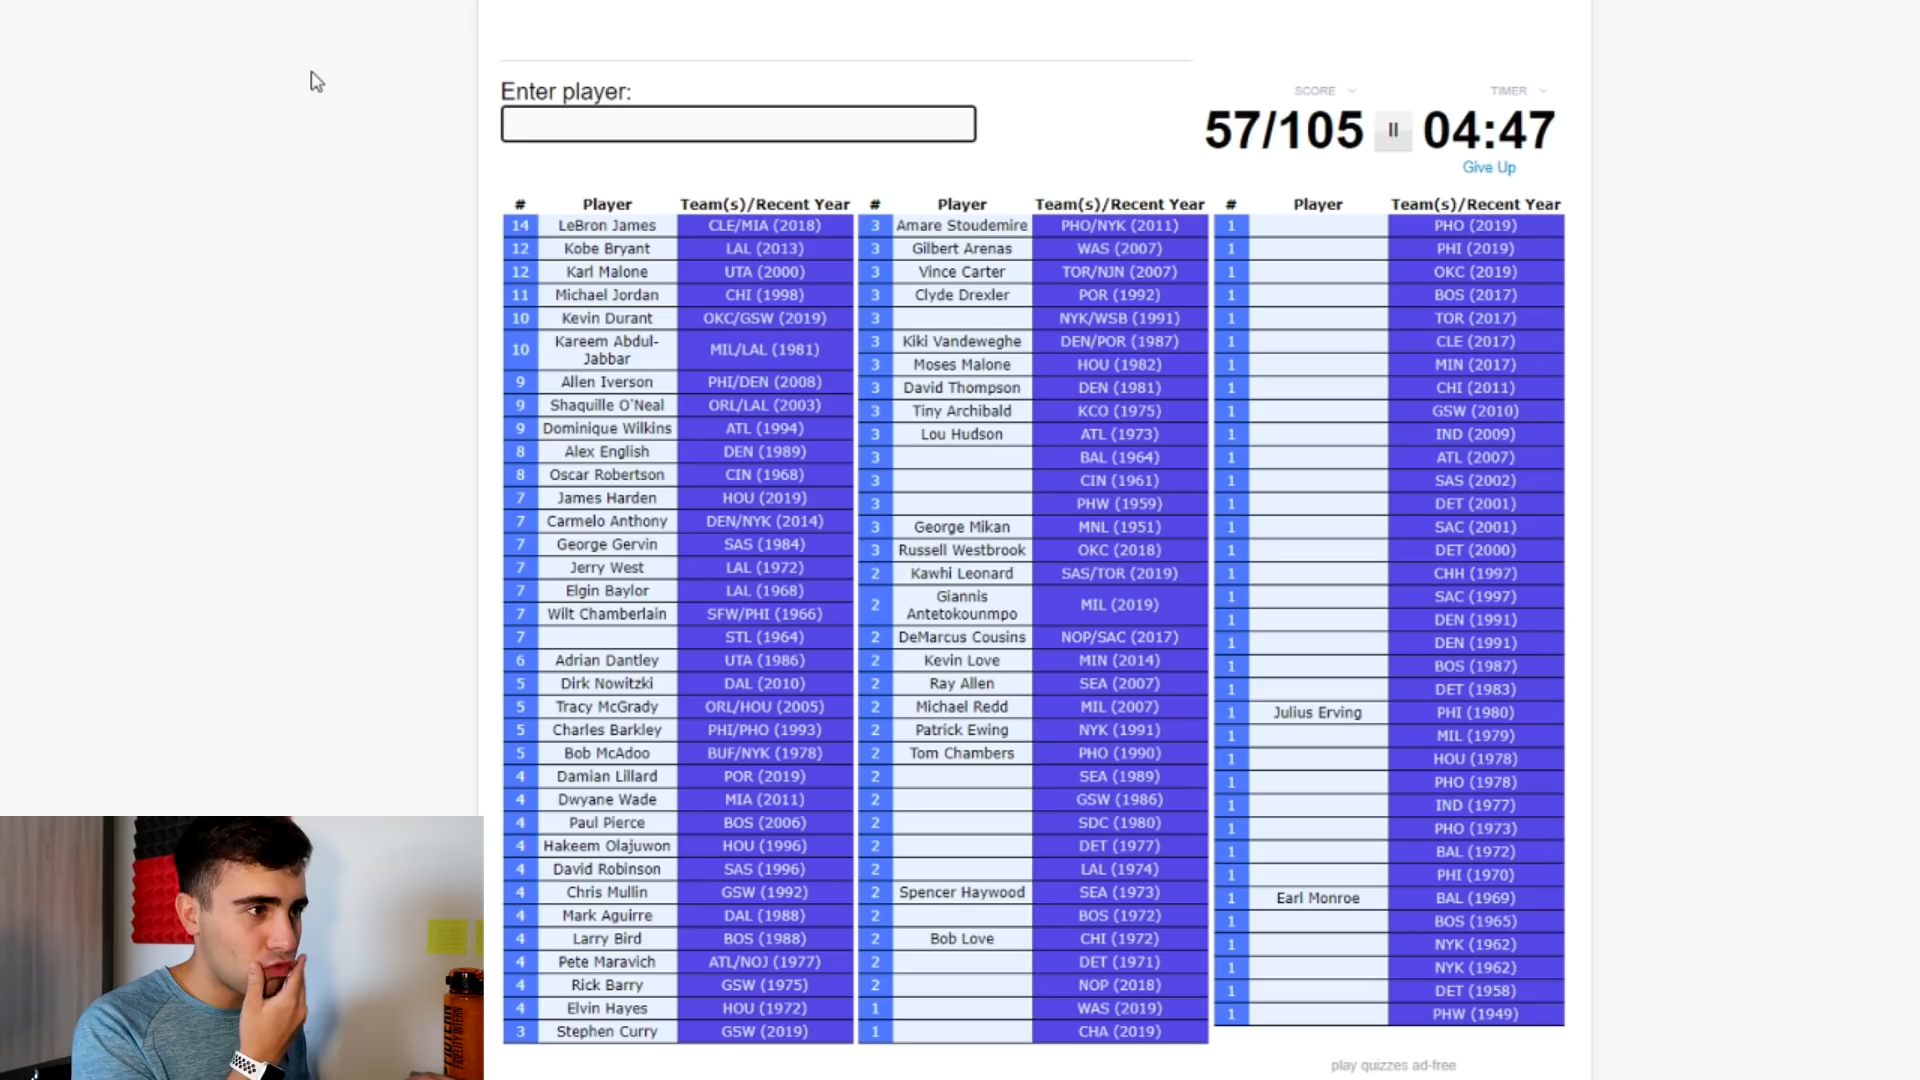 Enter player:
SCORE
TIMER
57/105
04:47
Give Up
# Player Team(s)/Recent Year
14 LeBron James CLE/MIA (2018)
12 Kobe Bryant LAL (2013)
12 Karl Malone UTA (2000)
11 Michael Jordan CHI (1998)
10 Kevin Durant OKC/GSW (2019)
10 Kareem Abdul-
Jabbar MIL/LAL (1981)
9 Allen Iverson PHI/DEN (2008)
9 Shaquille O'Neal ORL/LAL (2003)
9 Dominique Wilkins ATL (1994)
8 Alex English DEN (1989)
8 Oscar Robertson CIN (1968)
7 James Harden HOU (2019)
7 Carmelo Anthony DEN/NYK (2014)
7 George Gervin SAS (1984)
7 Jerry West LAL (1972)
7 Elgin Baylor LAL (1968)
7 Wilt Chamberlain SFW/PHI (1966)
7 STL (1964)
6 Adrian Dantley UTA (1986)
5 Dirk Nowitzki DAL (2010)
5 Tracy McGrady ORL/HOU (2005)
5 Charles Barkley PHI/PHO (1993)
5 Bob McAdoo BUF/NYK (1978)
4 Damian Lillard POR (2019)
4 Dwyane Wade MIA (2011)
4 Paul Pierce BOS (2006)
4 Hakeem Olajuwon HOU (1996)
4 David Robinson SAS (1996)
4 Chris Mullin GSW (1992)
4 Mark Aguirre DAL (1988)
4 Larry Bird BOS (1988)
4 Pete Maravich ATL/NOJ (1977)
4 Rick Barry GSW (1975)
4 Elvin Hayes HOU (1972)
3 Stephen Curry GSW (2019)
# Player Team(s)/Recent Year
3 Amare Stoudemire PHO/NYK (2011)
3 Gilbert Arenas WAS (2007)
3 Vince Carter TOR/NJN (2007)
3 Clyde Drexler POR (1992)
3 NYK/WSB (1991)
3 Kiki Vandeweghe DEN/POR (1987)
3 Moses Malone HOU (1982)
3 David Thompson DEN (1981)
3 Tiny Archibald KCO (1975)
3 Lou Hudson ATL (1973)
3 BAL (1964)
3 CIN (1961)
3 PHW (1959)
3 George Mikan MNL (1951)
3 Russell Westbrook OKC (2018)
2 Kawhi Leonard SAS/TOR (2019)
2 Giannis
Antetokounmpo MIL (2019)
2 DeMarcus Cousins NOP/SAC (2017)
2 Kevin Love MIN (2014)
2 Ray Allen SEA (2007)
2 Michael Redd MIL (2007)
2 Patrick Ewing NYK (1991)
2 Tom Chambers PHO (1990)
2 SEA (1989)
2 GSW (1986)
2 SDC (1980)
2 DET (1977)
2 LAL (1974)
2 Spencer Haywood SEA (1973)
2 BOS (1972)
2 Bob Love CHI (1972)
2 DET (1971)
2 NOP (2018)
1 WAS (2019)
1 CHA (2019)
# Player Team(s)/Recent Year
1 PHO (2019)
1 PHI (2019)
1 OKC (2019)
1 BOS (2017)
1 TOR (2017)
1 CLE (2017)
1 MIN (2017)
1 CHI (2011)
1 GSW (2010)
1 IND (2009)
1 ATL (2007)
1 SAS (2002)
1 DET (2001)
1 SAC (2001)
1 DET (2000)
1 CHH (1997)
1 SAC (1997)
1 DEN (1991)
1 DEN (1991)
1 BOS (1987)
1 DET (1983)
1 Julius Erving PHI (1980)
1 MIL (1979)
1 HOU (1978)
1 PHO (1978)
1 IND (1977)
1 PHO (1973)
1 BAL (1972)
1 PHI (1970)
1 Earl Monroe BAL (1969)
1 BOS (1965)
1 NYK (1962)
1 NYK (1962)
1 DET (1958)
1 PHW (1949)
play quizzes ad-free